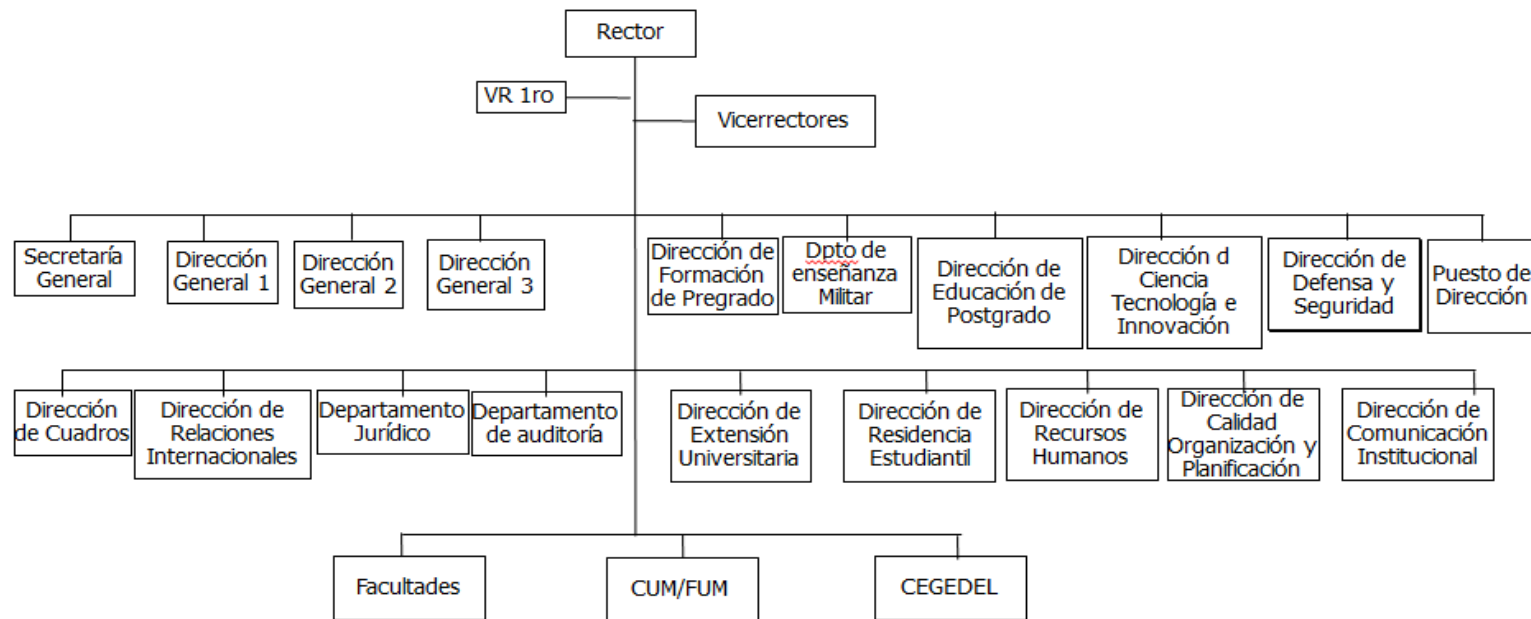 Rector
VR 1ro
Vicerrectores
Secretaría
General
Dirección
General 1
Dirección
General 2
Dirección
General 3
Dirección de
Formación
de Pregrado
Dpto de
enseñanza
Militar
Dirección de
Educación de
Postgrado
Dirección d
Ciencia
Tecnología e
Innovación
Dirección de
Defensa y
Seguridad
Puesto de
Dirección
Dirección
de Cuadros
Dirección de
Relaciones
Internacionales
Departamento
Jurídico
Departamento
de auditoría
Dirección de
Extensión
Universitaria
Dirección de
Residencia
Estudiantil
Dirección de
Recursos
Humanos
Dirección de
Calidad
Organización y
Planificación
Dirección de
Comunicación
Institucional
Facultades
CUM/FUM
CEGEDEL